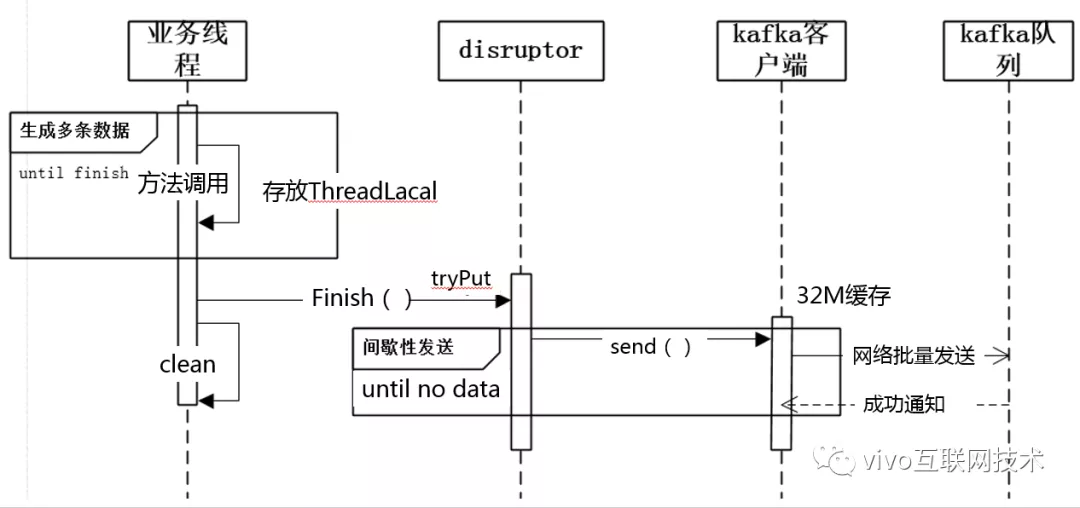 业务线
程
disruptor
kafka客
户端
kafka队
列
生成多条数据
until finish
方法调用
存放ThreadLacal
tryPut
Finish（ ）
32M缓存
间歇性发送
send（ ）
网络批量发送
clean
until no data
成功通知
vivo互联网技术